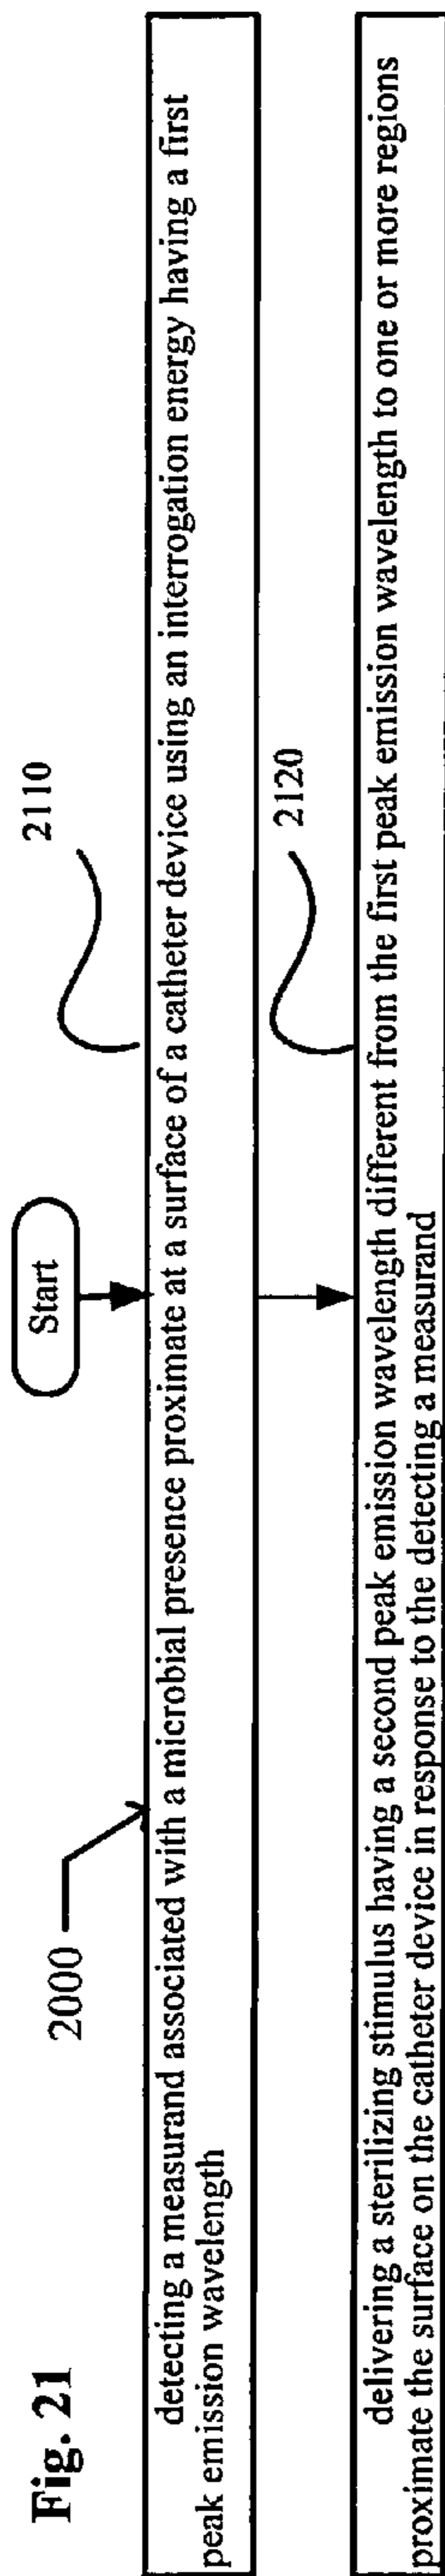 Fig. 21
Start
2000
2110
detecting a measurand associated with a microbial presence proximate at a surface of a catheter device using an interrogation energy having a first
peak emission wavelength
2120
delivering a sterilizing stimulus having a second peak emission wavelength different from the first peak emission wavelength to one or more regions
proximate the surface on the catheter device in response to the detecting a measurand